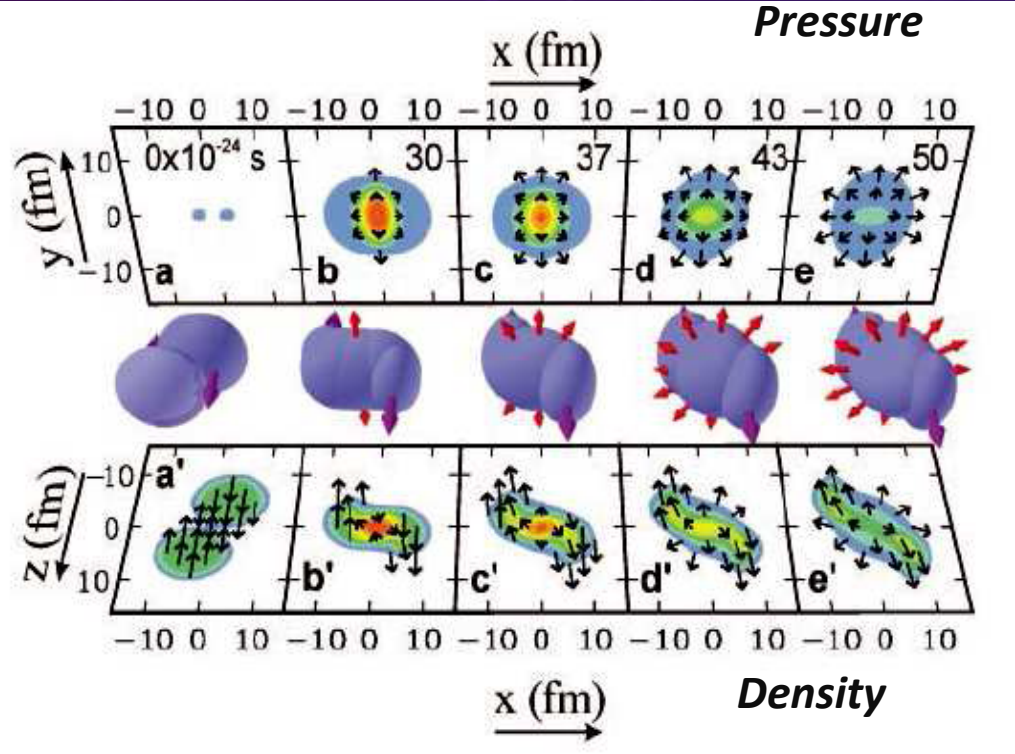 Pressure
x (fm)
−10 0 10 −10 0 10 −10 0 10 −10 0 10 −10 0 10
y (fm)
10 0x10⁻²⁴ s 30 37 43 50
0
−10 a b c d e
z (fm)
−10 a'
0
10 b' c' d' e'
−10 0 10 −10 0 10 −10 0 10 −10 0 10 −10 0 10
x (fm)
Density